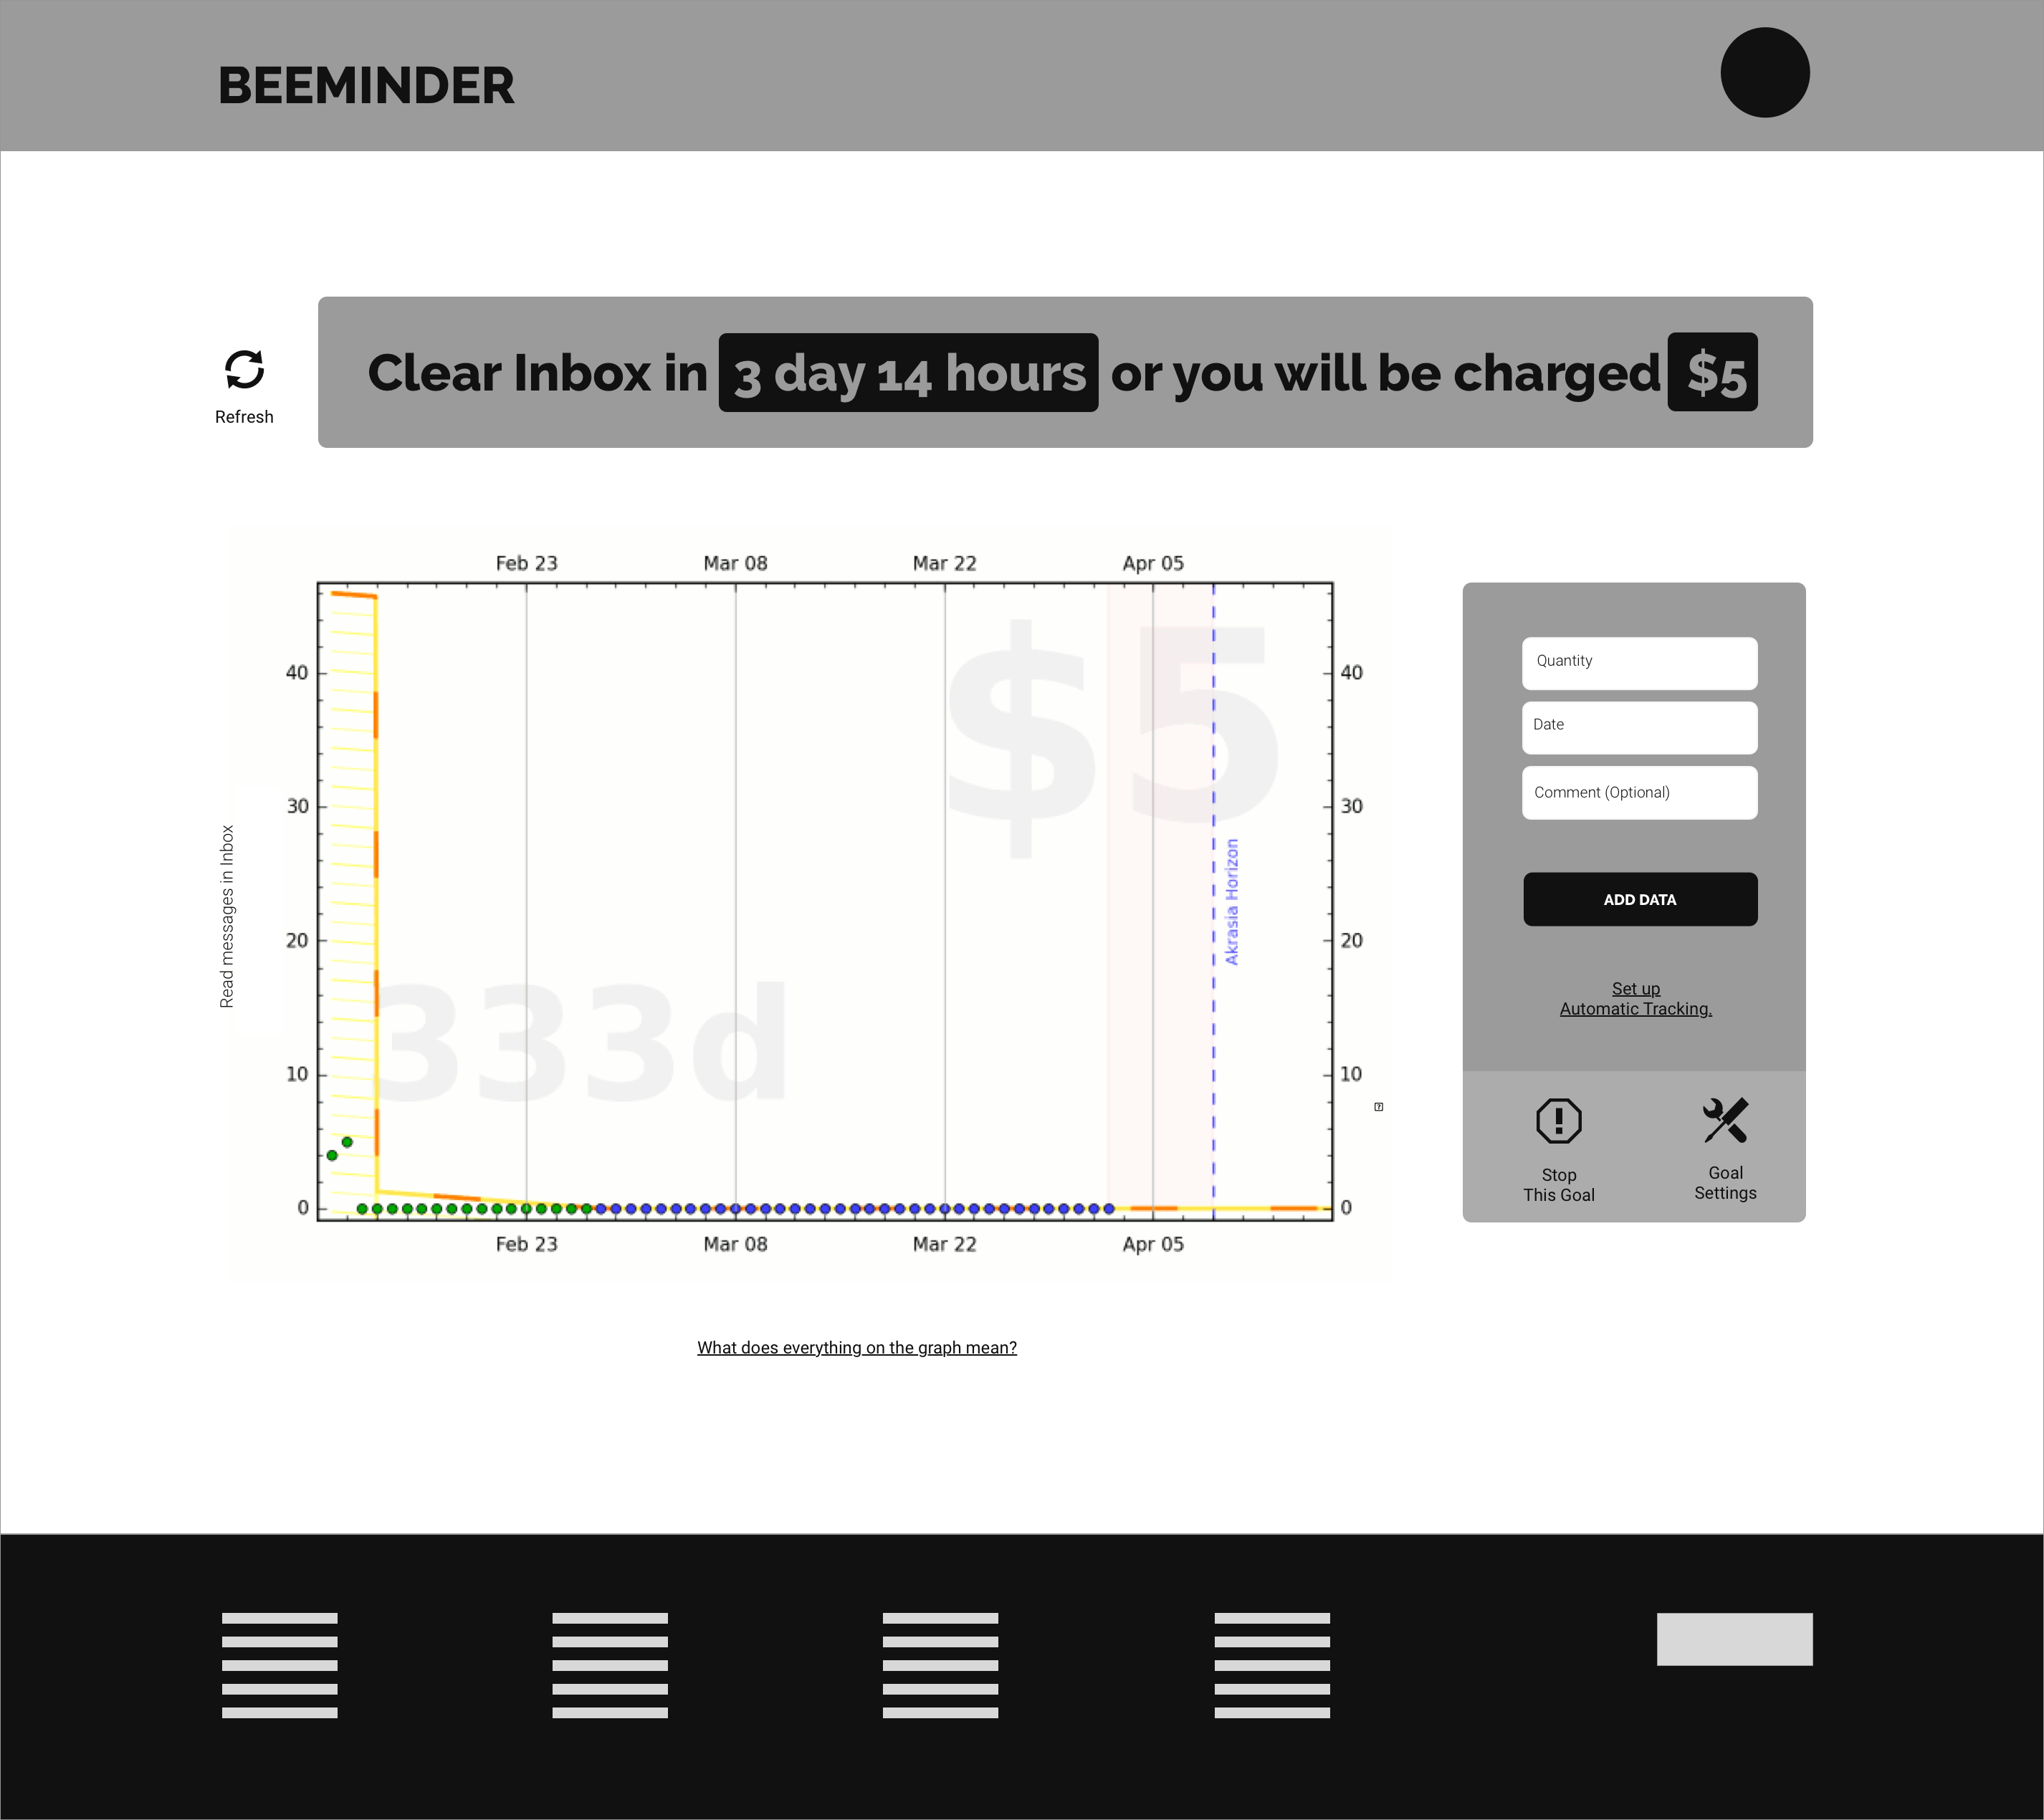 BEEMINDER
Clear Inbox in 3 day 14 hours or you will be charged $5
Refresh
Feb 23 Mar 08 Mar 22 Apr 05
$5
40 40
30 30
20 20
10 10
0 0
Read messages in Inbox
333d
Akrasia Horizon
Feb 23 Mar 08 Mar 22 Apr 05
What does everything on the graph mean?
Quantity
Date
Comment (Optional)
ADD DATA
Set up
Automatic Tracking.
Stop
This Goal
Goal
Settings